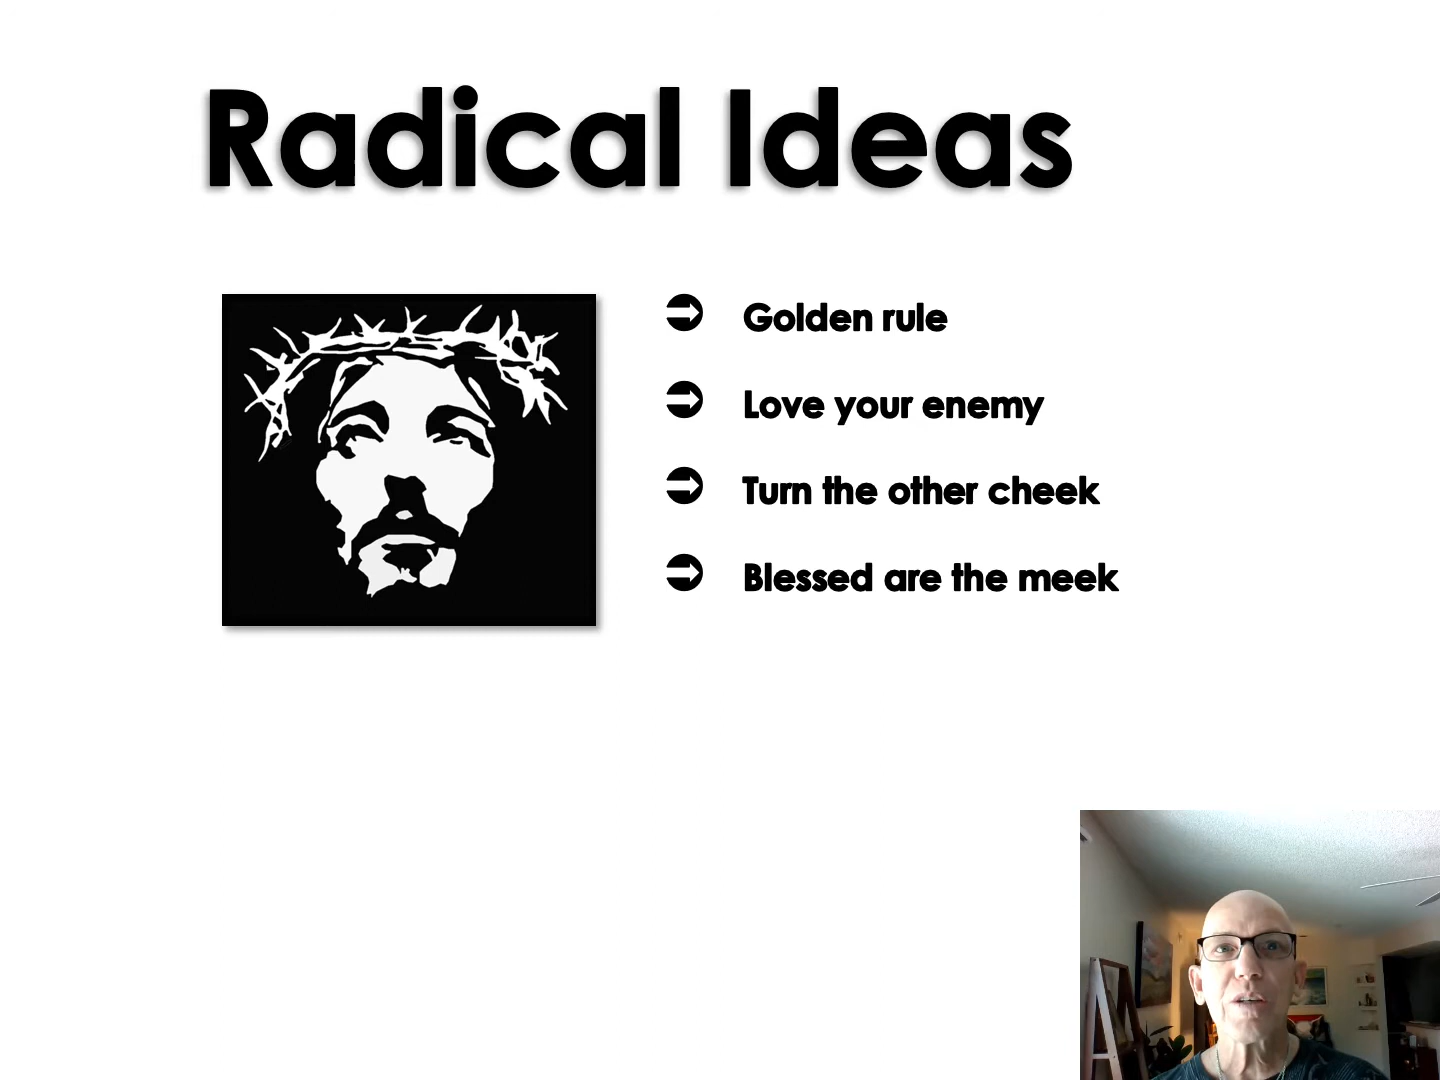 Radical Ideas
Golden rule
Love your enemy
Turn the other cheek
Blessed are the meek